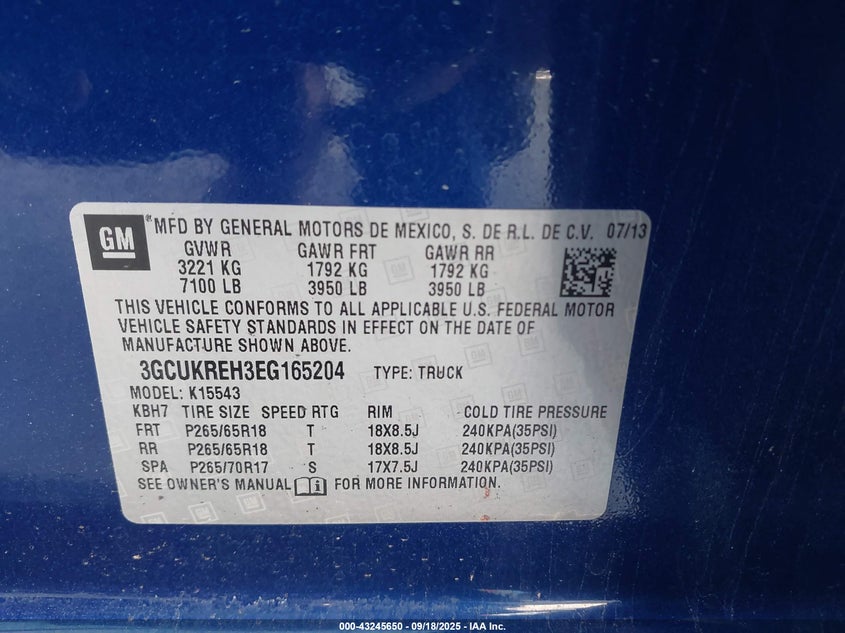 GM
MFD BY GENERAL MOTORS DE MEXICO, S. DE R.L. DE C.V. 07/13
GVWR GAWR FRT GAWR RR
3221 KG 1792 KG 1792 KG
7100 LB 3950 LB 3950 LB
THIS VEHICLE CONFORMS TO ALL APPLICABLE U.S. FEDERAL MOTOR
VEHICLE SAFETY STANDARDS IN EFFECT ON THE DATE OF
MANUFACTURE SHOWN ABOVE.
3GCUKREH3EG165204 TYPE: TRUCK
MODEL: K15543
KBH7 TIRE SIZE SPEED RTG RIM COLD TIRE PRESSURE
FRT P265/65R18 T 18X8.5J 240KPA(35PSI)
RR P265/65R18 T 18X8.5J 240KPA(35PSI)
SPA P265/70R17 S 17X7.5J 240KPA(35PSI)
SEE OWNER'S MANUAL FOR MORE INFORMATION.
000-43245650 - 09/18/2025 - IAA Inc.